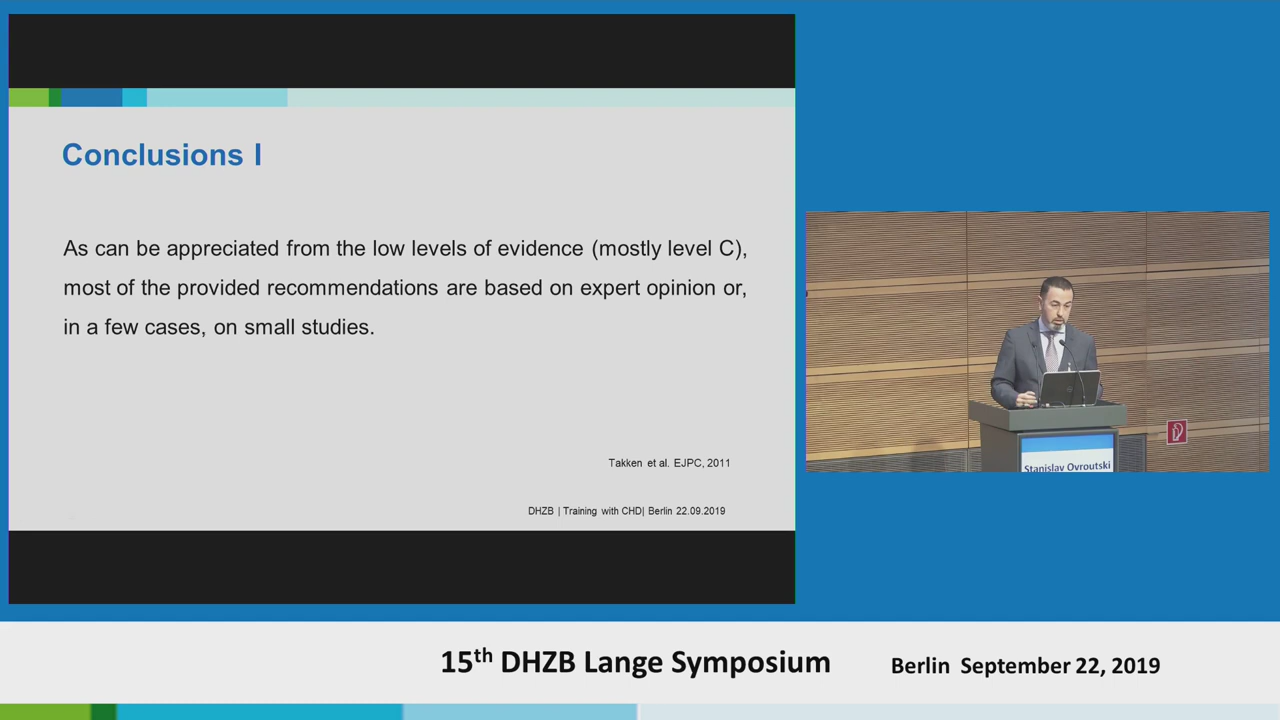 Conclusions I
As can be appreciated from the low levels of evidence (mostly level C),
most of the provided recommendations are based on expert opinion or,
in a few cases, on small studies.
Takken et al. EJPC, 2011
DHZB | Training with CHD| Berlin 22.09.2019
Stanislav Ovroutski
15th DHZB Lange Symposium
Berlin September 22, 2019